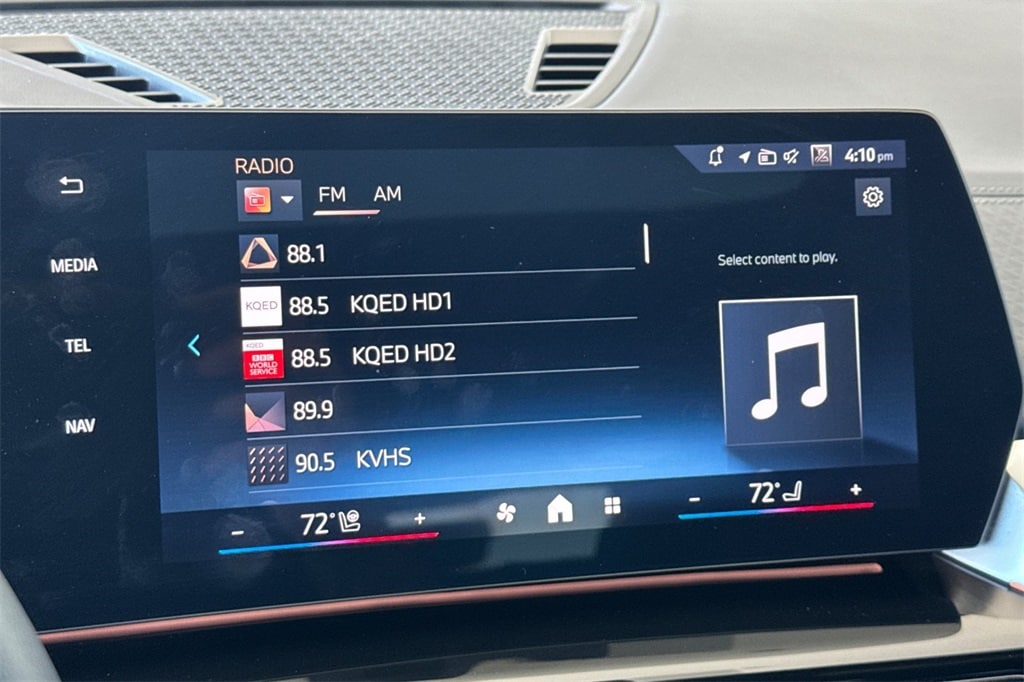 RADIO
4:10 pm
FM AM
88.1
MEDIA
Select content to play.
KQED 88.5 KQED HD1
TEL
KQED
BBC
WORLD
SERVICE
88.5 KQED HD2
89.9
NAV
90.5 KVHS
- 72° +
- 72° +